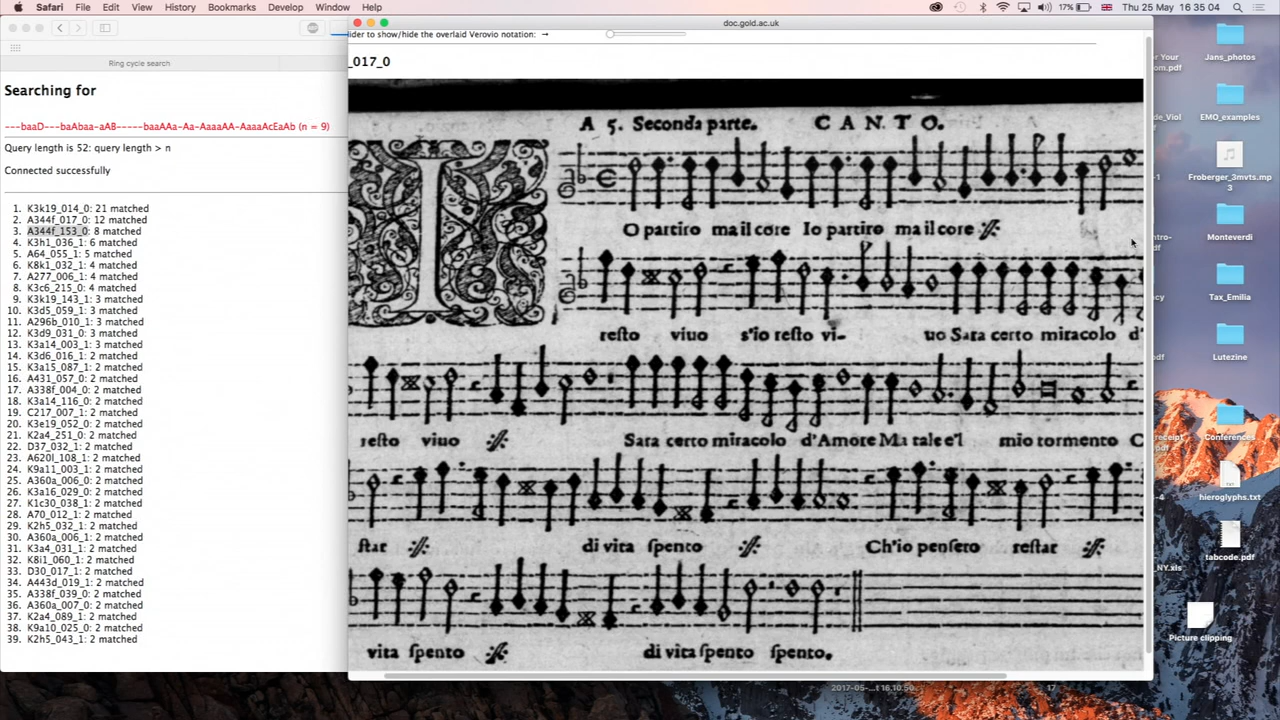 Safari File Edit View History Bookmarks Develop Window Help
17% Thu 25 May 16 35 04
doc.gold.ac.uk
lider to show/hide the overlaid Verovio notation: →
_017_0
Ring cycle search
Searching for
---baaD---baAbaa-aAB-----baaAAa-Aa-AaaaAA-AaaaAcEaAb (n = 9)
Query length is 52: query length > n
Connected successfully
1. K3k19_014_0: 21 matched
2. A344f_017_0: 12 matched
3. A344f_153_0: 8 matched
4. K3h1_036_1: 6 matched
5. A64_055_1: 5 matched
6. K8k1_032_1: 4 matched
7. A277_006_1: 4 matched
8. K3c6_215_0: 4 matched
9. K3k19_143_1: 3 matched
10. K3d5_059_1: 3 matched
11. A296b_010_1: 3 matched
12. K3d9_031_0: 3 matched
13. K3a14_003_1: 3 matched
14. K3d6_016_1: 2 matched
15. K3a15_087_1: 2 matched
16. A431_057_0: 2 matched
17. A338f_004_0: 2 matched
18. K3a14_116_0: 2 matched
19. C217_007_1: 2 matched
20. K3e19_052_0: 2 matched
21. K2a4_251_0: 2 matched
22. D37_032_1: 2 matched
23. A620l_108_1: 2 matched
24. K9a11_003_1: 2 matched
25. A360a_006_0: 2 matched
26. K3a16_029_0: 2 matched
27. K1c30_038_1: 2 matched
28. A70_012_1: 2 matched
29. K2h5_032_1: 2 matched
30. A360a_006_1: 2 matched
31. K3a4_031_1: 2 matched
32. K8i1_060_1: 2 matched
33. D30_017_1: 2 matched
34. A443d_019_1: 2 matched
35. A338f_039_0: 2 matched
36. A360a_007_0: 2 matched
37. K2a4_089_1: 2 matched
38. K9a10_025_0: 2 matched
39. K2h5_043_1: 2 matched
A 5. Seconda parte. CANTO.
I
O partiro mail core Io partiro mail core
resto viuo s'io resto vi- uo Sara certo miracolo d'
resto viuo Sara certo miracolo d'Amore Ma tale e'l mio tormento C
star di vita spento Ch'io penſero restar
vita spento di vita spento spento.
Jans_photos
EMO_examples
Froberger_3mvts.mp3
Monteverdi
Tax_Emilia
Lutezine
Conferences
hieroglyphs.txt
tabcode.pdf
Picture clipping
_NY.xls
2017-05-...t 16.10.50
17